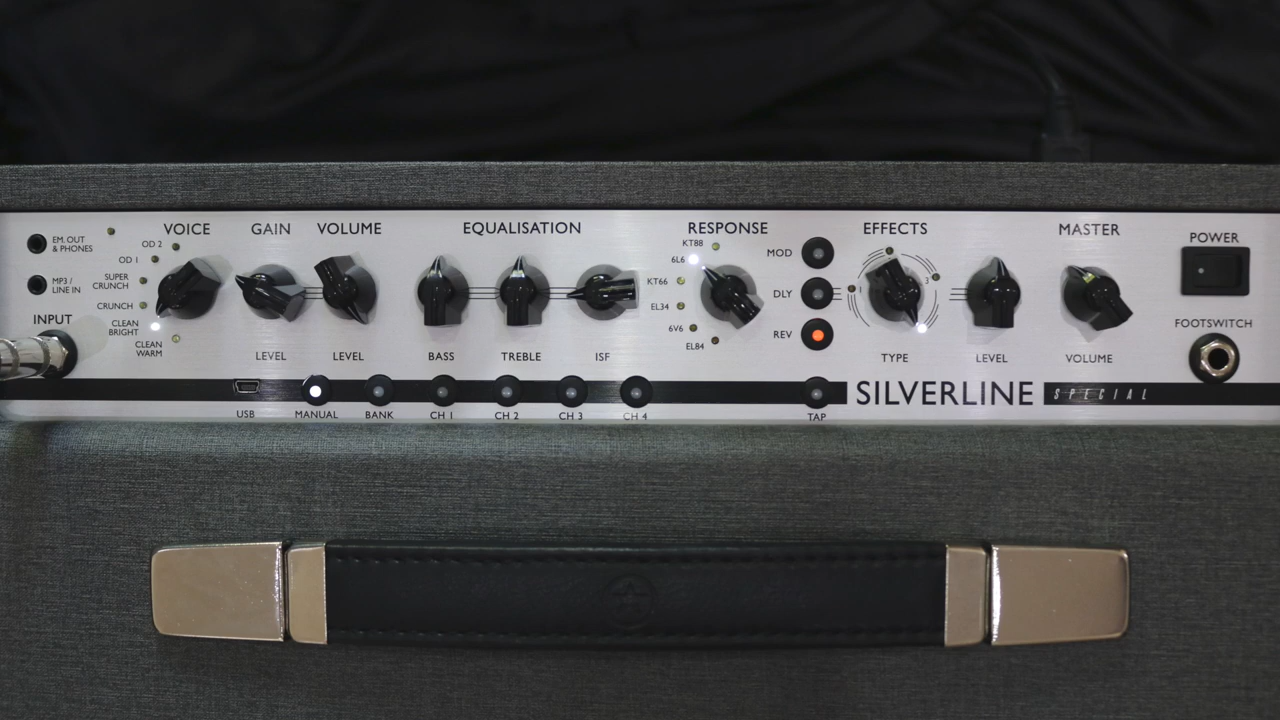 VOICE
GAIN
VOLUME
EQUALISATION
RESPONSE
EFFECTS
MASTER
POWER
EM. OUT
& PHONES
MP3 /
LINE IN
INPUT
OD 2
OD 1
SUPER
CRUNCH
CRUNCH
CLEAN
BRIGHT
CLEAN
WARM
LEVEL
LEVEL
BASS
TREBLE
ISF
KT88
6L6
KT66
EL34
6V6
EL84
MOD
DLY
REV
3
TYPE
LEVEL
VOLUME
FOOTSWITCH
USB
MANUAL
BANK
CH 1
CH 2
CH 3
CH 4
TAP
SILVERLINE
SPECIAL